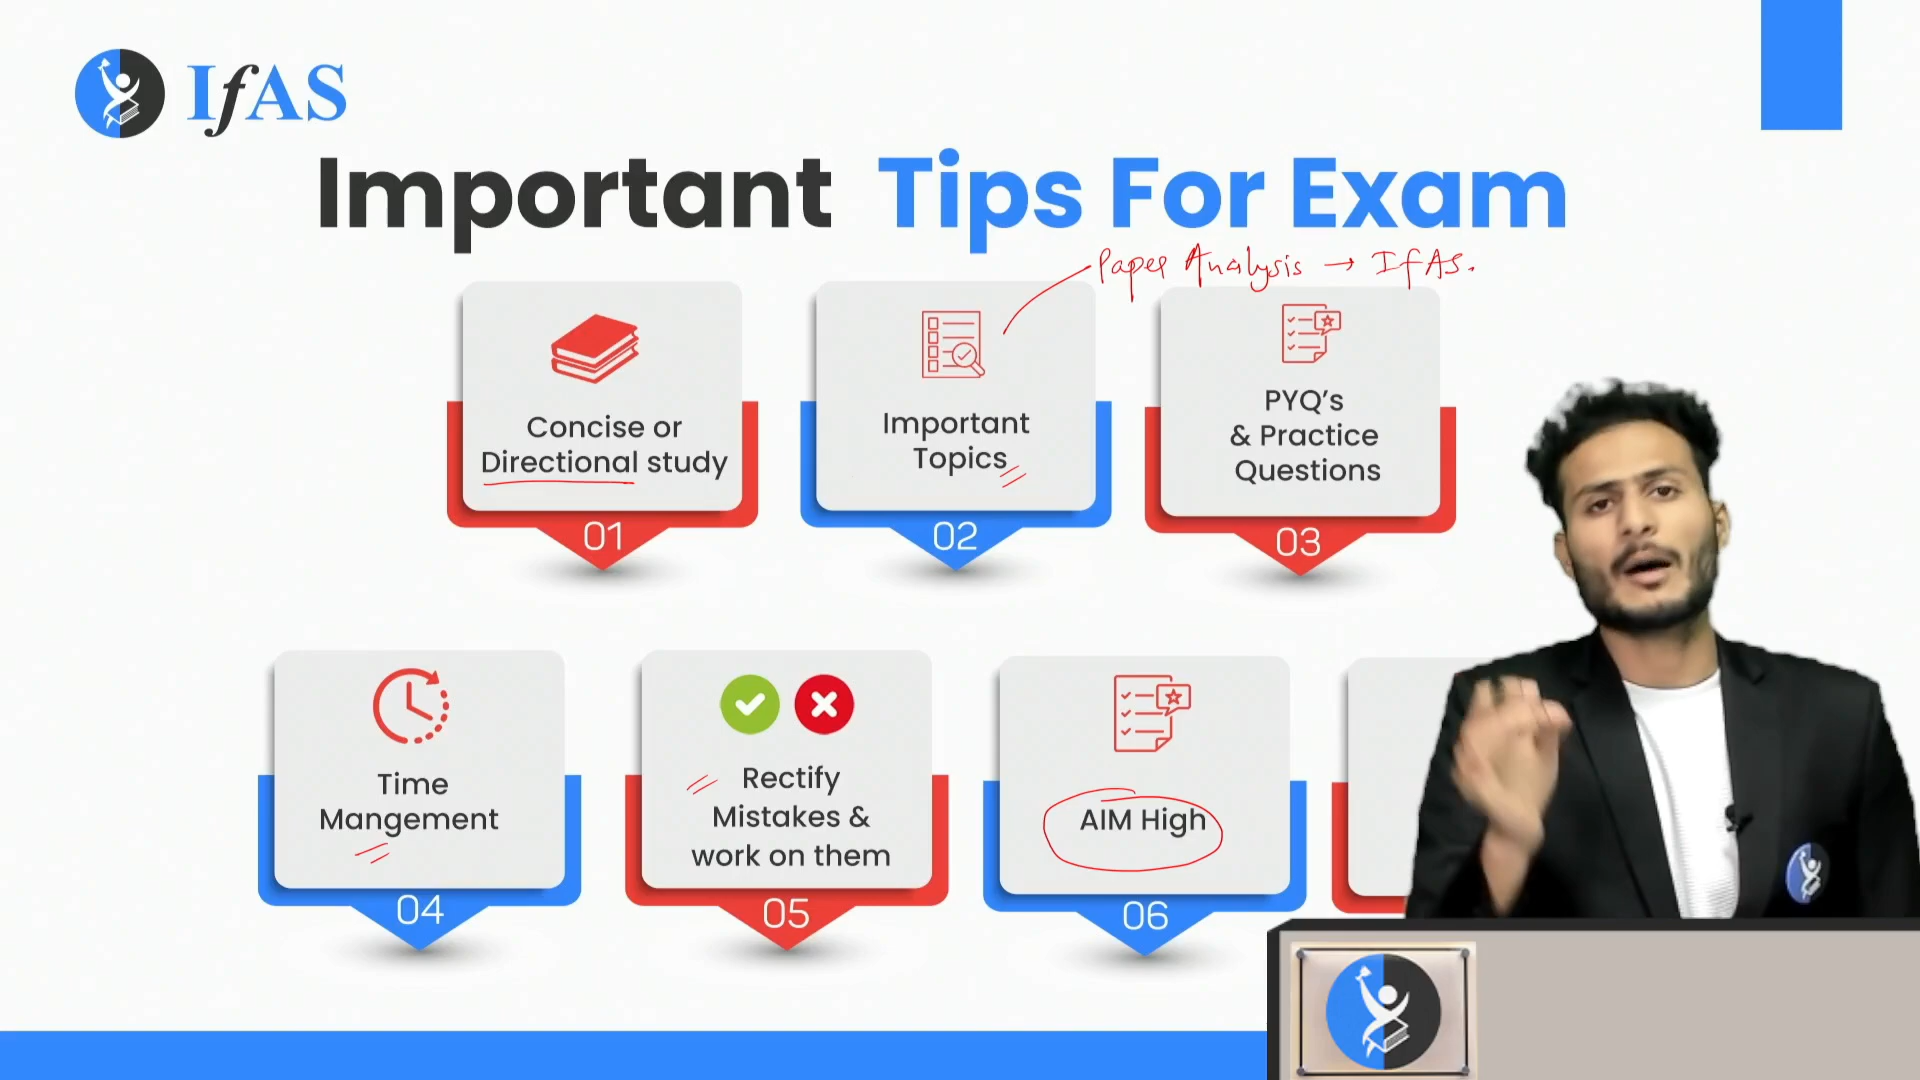 IfAS
Important Tips For Exam
Paper Analysis → IfAS.
Concise or
Directional study
01
Important
Topics
02
PYQ’s
& Practice
Questions
03
Time
Mangement
04
Rectify
Mistakes &
work on them
05
AIM High
06